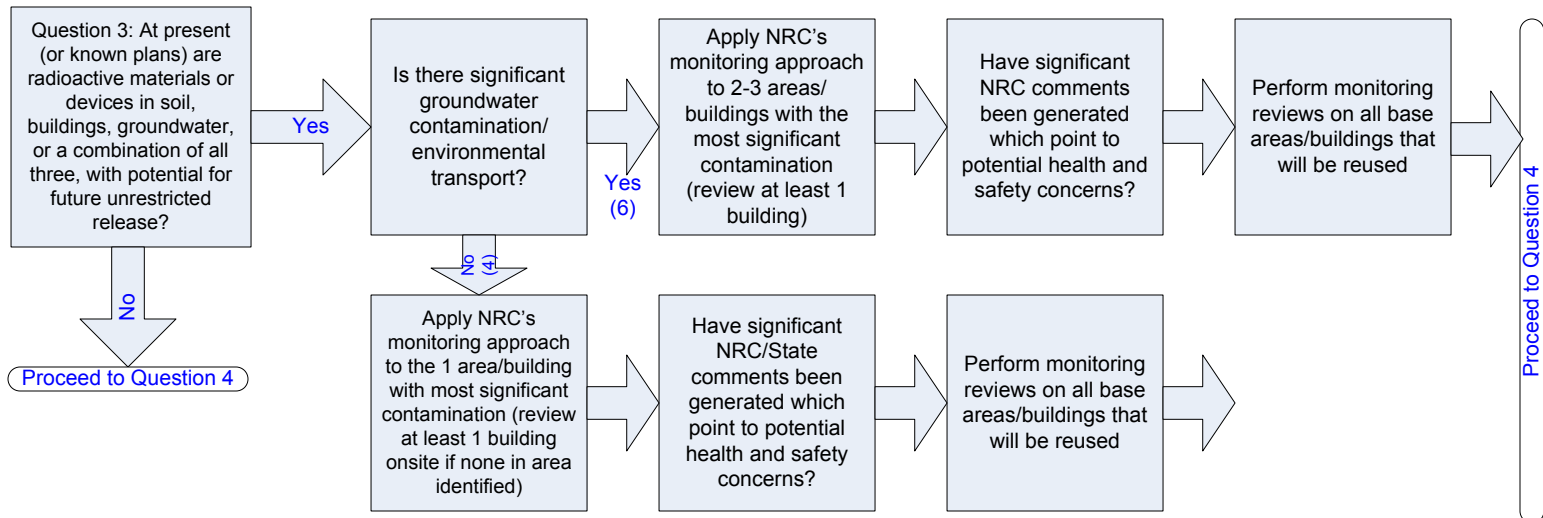 Question 3: At present
(or known plans) are
radioactive materials or
devices in soil,
buildings, groundwater,
or a combination of all
three, with potential for
future unrestricted
release?
Yes
Is there significant
groundwater
contamination/
environmental
transport?
Yes
(6)
Apply NRC's
monitoring approach
to 2-3 areas/
buildings with the
most significant
contamination
(review at least 1
building)
Have significant
NRC comments
been generated
which point to
potential health and
safety concerns?
Perform monitoring
reviews on all base
areas/buildings that
will be reused
Proceed to Question 4
No
Proceed to Question 4
No
(4)
Apply NRC's
monitoring approach
to the 1 area/building
with most significant
contamination (review
at least 1 building
onsite if none in area
identified)
Have significant
NRC/State
comments been
generated which
point to potential
health and safety
concerns?
Perform monitoring
reviews on all base
areas/buildings that
will be reused